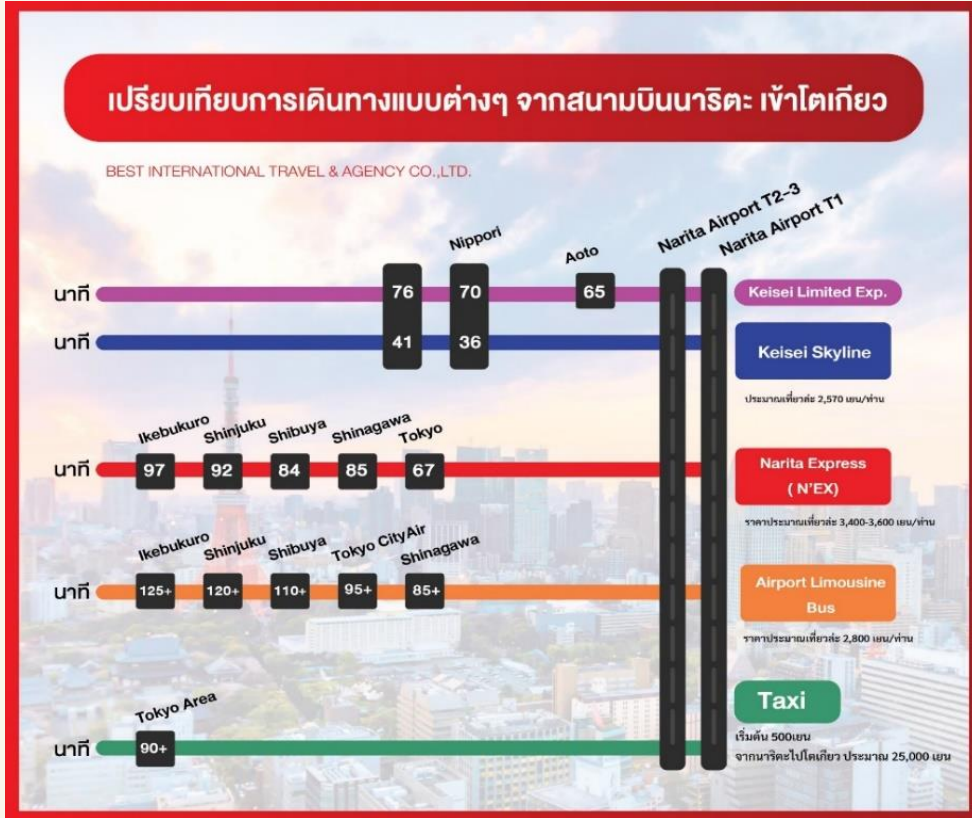 เปรียบเทียบการเดินทางแบบต่างๆ จากสนามบินนาริตะ เข้าโตเกียว
BEST INTERNATIONAL TRAVEL & AGENCY CO.,LTD.
Nippori
Aoto
Narita Airport T2-3
Narita Airport T1
นาที 76 70 65 Keisei Limited Exp.
นาที 41 36 Keisei Skyline
ประมาณเที่ยวล่ะ 2,570 เยน/ท่าน
Ikebukuro Shinjuku Shibuya Shinagawa Tokyo
นาที 97 92 84 85 67 Narita Express
( N'EX)
ราคาประมาณเที่ยวล่ะ 3,400-3,600 เยน/ท่าน
Ikebukuro Shinjuku Shibuya Tokyo CityAir Shinagawa
นาที 125+ 120+ 110+ 95+ 85+ Airport Limousine
Bus
ราคาประมาณเที่ยวล่ะ 2,800 เยน/ท่าน
Tokyo Area
นาที 90+ Taxi
เริ่มต้น 500เยน
จากนาริตะไปโตเกียว ประมาณ 25,000 เยน